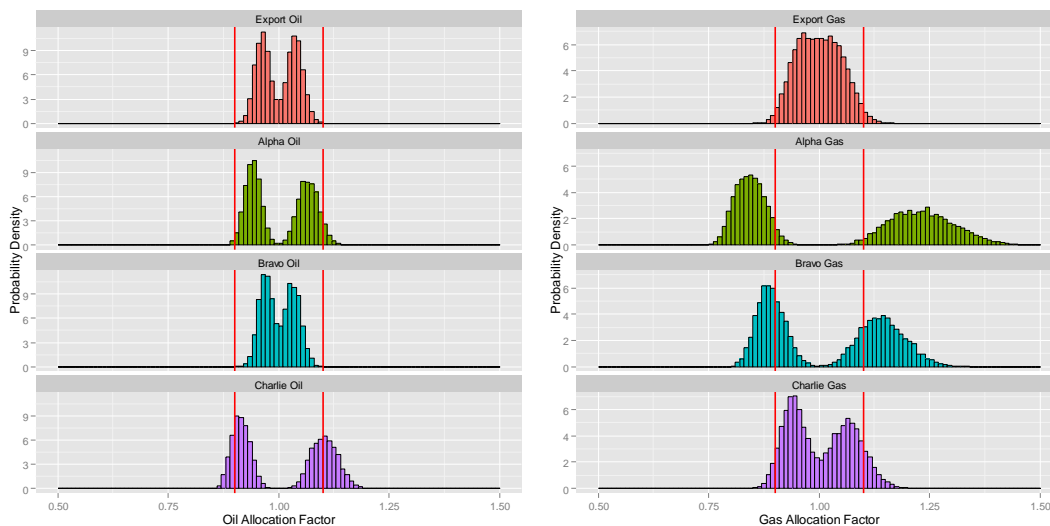 Export Oil
9
6
3
0
Alpha Oil
9
6
3
0
Bravo Oil
9
6
3
0
Charlie Oil
9
6
3
0
Probability Density
0.50 0.75 1.00 1.25 1.50
Oil Allocation Factor
Export Gas
6
4
2
0
Alpha Gas
6
4
2
0
Bravo Gas
6
4
2
0
Charlie Gas
6
4
2
0
Probability Density
0.50 0.75 1.00 1.25 1.50
Gas Allocation Factor